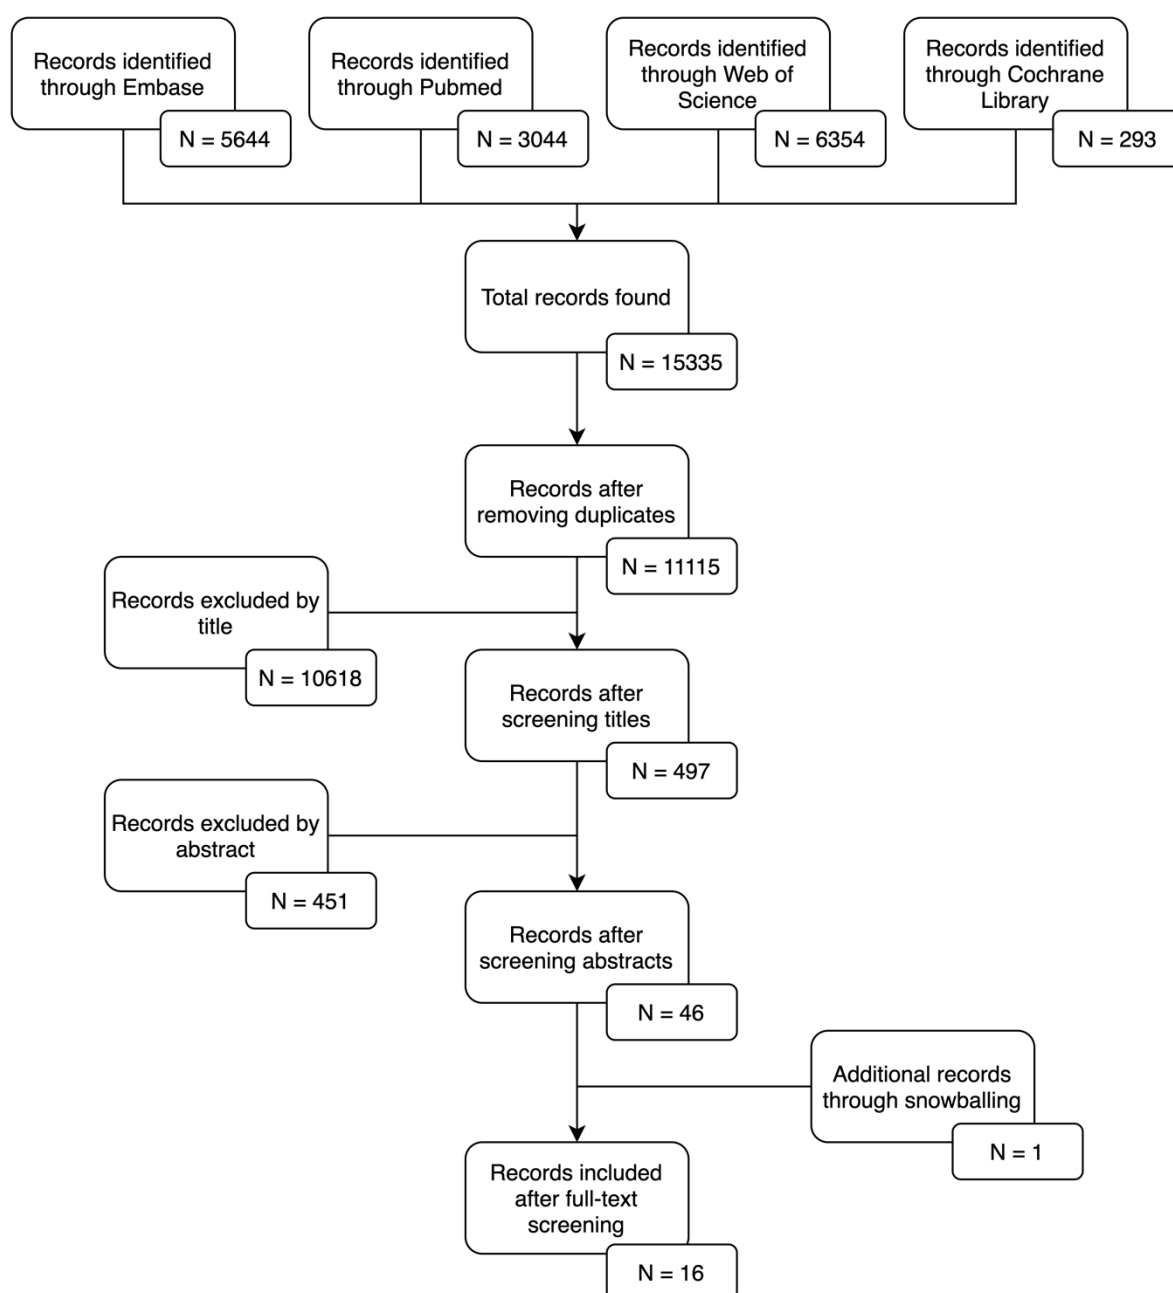 Records identified
through Embase
N = 5644
Records identified
through Pubmed
N = 3044
Records identified
through Web of
Science
N = 6354
Records identified
through Cochrane
Library
N = 293
Total records found
N = 15335
Records after
removing duplicates
N = 11115
Records excluded by
title
N = 10618
Records after
screening titles
N = 497
Records excluded by
abstract
N = 451
Records after
screening abstracts
N = 46
Additional records
through snowballing
N = 1
Records included
after full-text
screening
N = 16